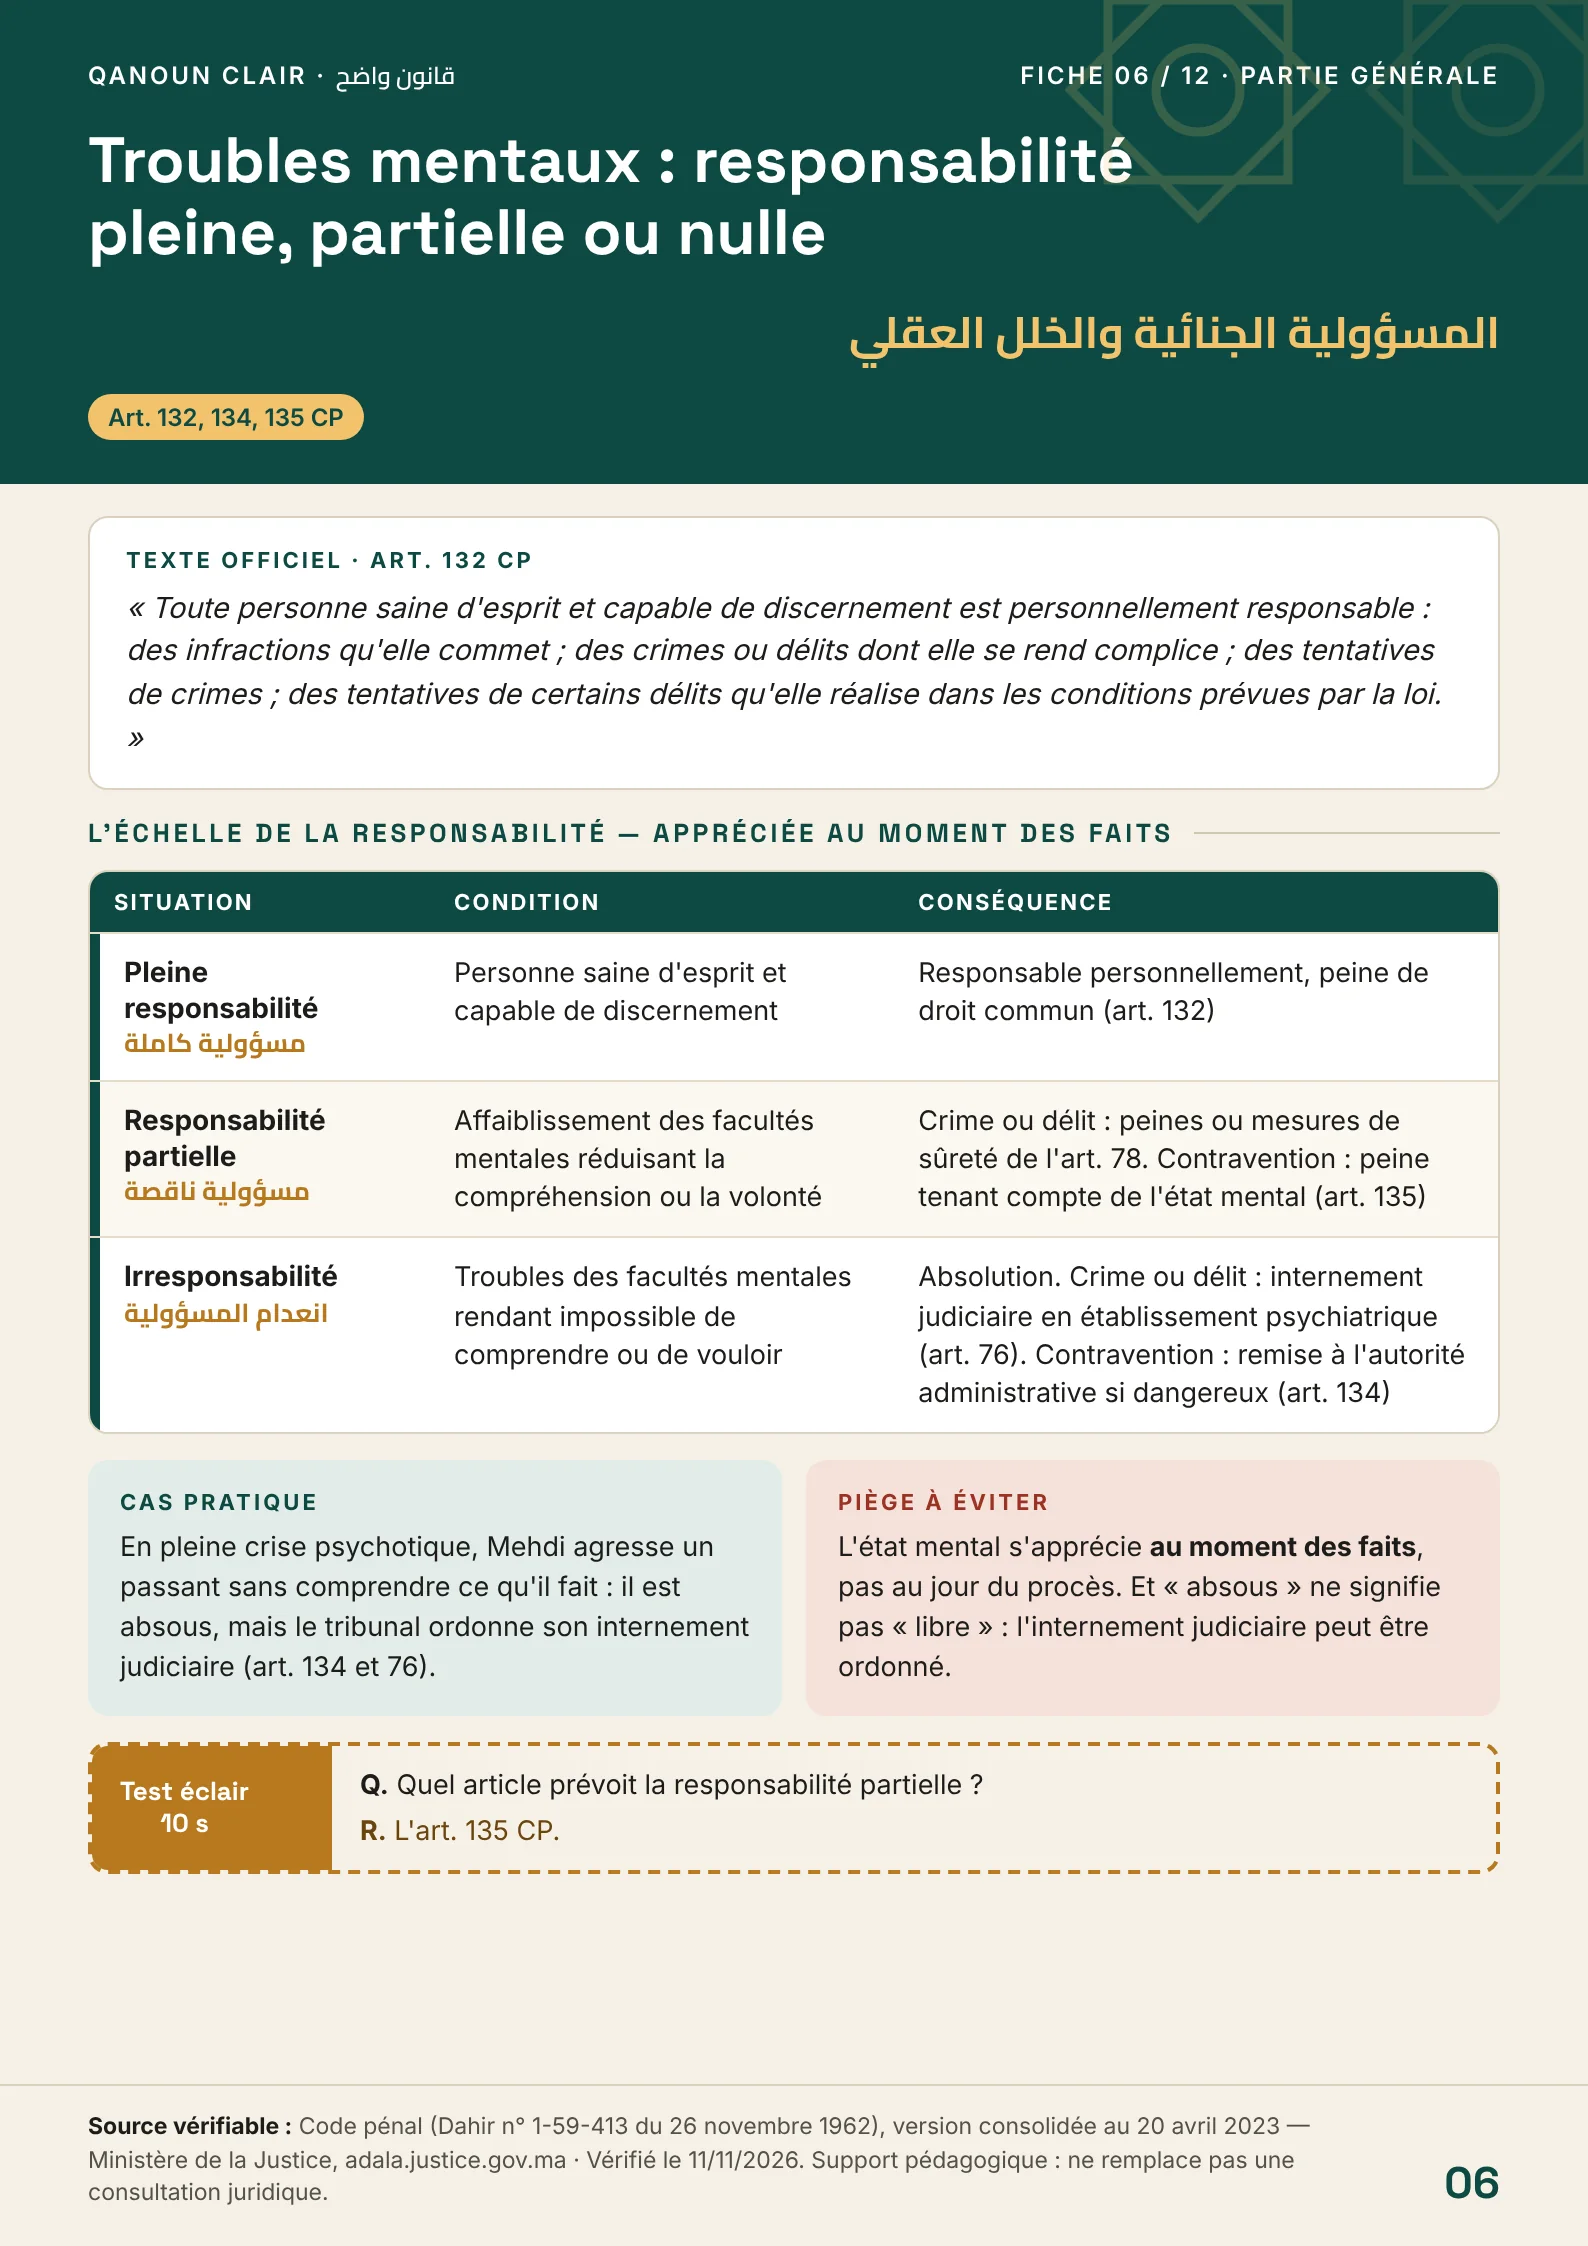 QANOUN CLAIR · قانون واضح
FICHE 06 / 12 · PARTIE GÉNÉRALE
Troubles mentaux : responsabilité
pleine, partielle ou nulle
المسؤولية الجنائية والخلل العقلي
Art. 132, 134, 135 CP
TEXTE OFFICIEL · ART. 132 CP
« Toute personne saine d'esprit et capable de discernement est personnellement responsable :
des infractions qu'elle commet ; des crimes ou délits dont elle se rend complice ; des tentatives
de crimes ; des tentatives de certains délits qu'elle réalise dans les conditions prévues par la loi.
»
L'ÉCHELLE DE LA RESPONSABILITÉ — APPRÉCIÉE AU MOMENT DES FAITS
SITUATION CONDITION CONSÉQUENCE
Pleine
responsabilité
مسؤولية كاملة
Personne saine d'esprit et
capable de discernement
Responsable personnellement, peine de
droit commun (art. 132)
Responsabilité
partielle
مسؤولية ناقصة
Affaiblissement des facultés
mentales réduisant la
compréhension ou la volonté
Crime ou délit : peines ou mesures de
sûreté de l'art. 78. Contravention : peine
tenant compte de l'état mental (art. 135)
Irresponsabilité
انعدام المسؤولية
Troubles des facultés mentales
rendant impossible de
comprendre ou de vouloir
Absolution. Crime ou délit : internement
judiciaire en établissement psychiatrique
(art. 76). Contravention : remise à l'autorité
administrative si dangereux (art. 134)
CAS PRATIQUE
En pleine crise psychotique, Mehdi agresse un
passant sans comprendre ce qu'il fait : il est
absous, mais le tribunal ordonne son internement
judiciaire (art. 134 et 76).
PIÈGE À ÉVITER
L'état mental s'apprécie au moment des faits,
pas au jour du procès. Et « absous » ne signifie
pas « libre » : l'internement judiciaire peut être
ordonné.
Test éclair
10 s
Q. Quel article prévoit la responsabilité partielle ?
R. L'art. 135 CP.
Source vérifiable : Code pénal (Dahir n° 1-59-413 du 26 novembre 1962), version consolidée au 20 avril 2023 —
Ministère de la Justice, adala.justice.gov.ma · Vérifié le 11/11/2026. Support pédagogique : ne remplace pas une
consultation juridique.
06